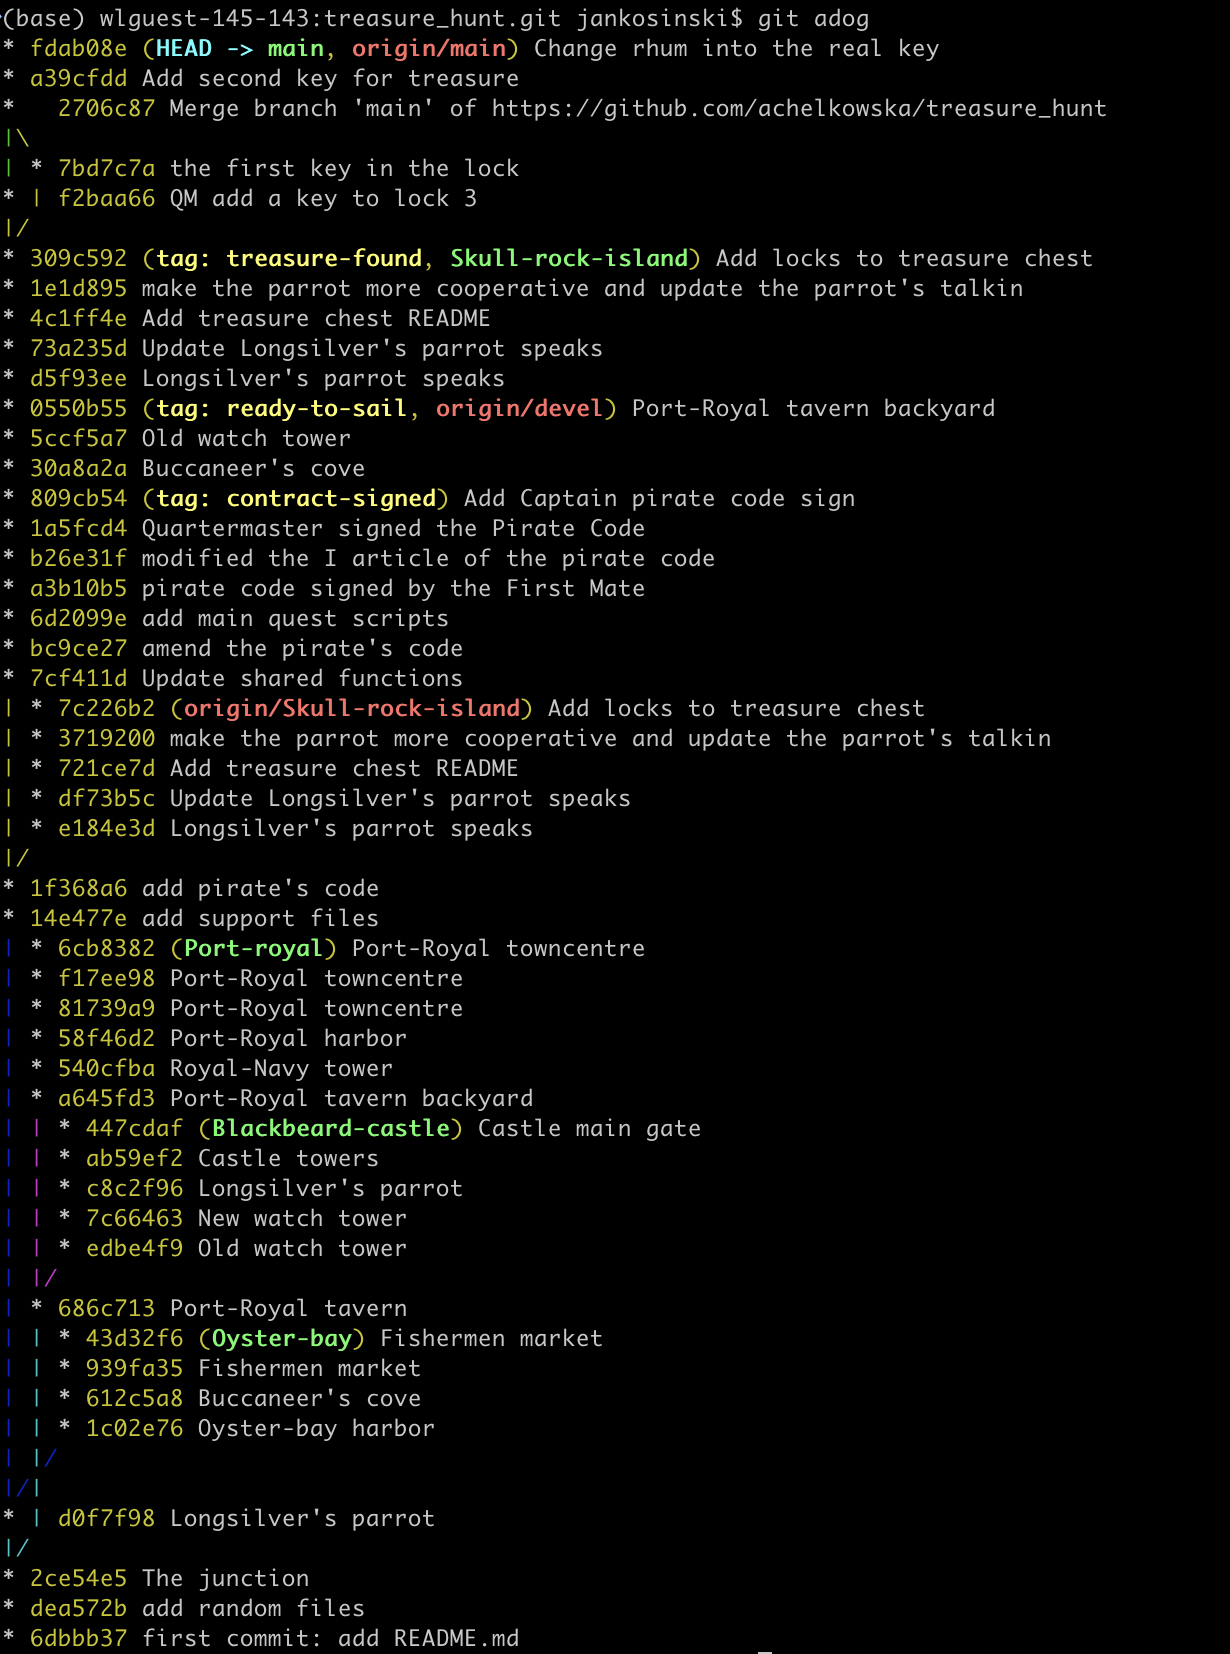 (base) wlguest-145-143:treasure_hunt.git jankosinski$ git adog
* fdab08e (HEAD -> main, origin/main) Change rhum into the real key
* a39cfdd Add second key for treasure
*   2706c87 Merge branch 'main' of https://github.com/achelkowska/treasure_hunt
|\
| * 7bd7c7a the first key in the lock
* | f2baa66 QM add a key to lock 3
|/
* 309c592 (tag: treasure-found, Skull-rock-island) Add locks to treasure chest
* 1e1d895 make the parrot more cooperative and update the parrot's talkin
* 4c1ff4e Add treasure chest README
* 73a235d Update Longsilver's parrot speaks
* d5f93ee Longsilver's parrot speaks
* 0550b55 (tag: ready-to-sail, origin/devel) Port-Royal tavern backyard
* 5ccf5a7 Old watch tower
* 30a8a2a Buccaneer's cove
* 809cb54 (tag: contract-signed) Add Captain pirate code sign
* 1a5fcd4 Quartermaster signed the Pirate Code
* b26e31f modified the I article of the pirate code
* a3b10b5 pirate code signed by the First Mate
* 6d2099e add main quest scripts
* bc9ce27 amend the pirate's code
* 7cf411d Update shared functions
| * 7c226b2 (origin/Skull-rock-island) Add locks to treasure chest
| * 3719200 make the parrot more cooperative and update the parrot's talkin
| * 721ce7d Add treasure chest README
| * df73b5c Update Longsilver's parrot speaks
| * e184e3d Longsilver's parrot speaks
|/
* 1f368a6 add pirate's code
* 14e477e add support files
| * 6cb8382 (Port-royal) Port-Royal towncentre
| * f17ee98 Port-Royal towncentre
| * 81739a9 Port-Royal towncentre
| * 58f46d2 Port-Royal harbor
| * 540cfba Royal-Navy tower
| * a645fd3 Port-Royal tavern backyard
| | * 447cdaf (Blackbeard-castle) Castle main gate
| | * ab59ef2 Castle towers
| | * c8c2f96 Longsilver's parrot
| | * 7c66463 New watch tower
| | * edbe4f9 Old watch tower
| |/
| * 686c713 Port-Royal tavern
| | * 43d32f6 (Oyster-bay) Fishermen market
| | * 939fa35 Fishermen market
| | * 612c5a8 Buccaneer's cove
| | * 1c02e76 Oyster-bay harbor
| |/
|/|
* | d0f7f98 Longsilver's parrot
|/
* 2ce54e5 The junction
* dea572b add random files
* 6dbbb37 first commit: add README.md